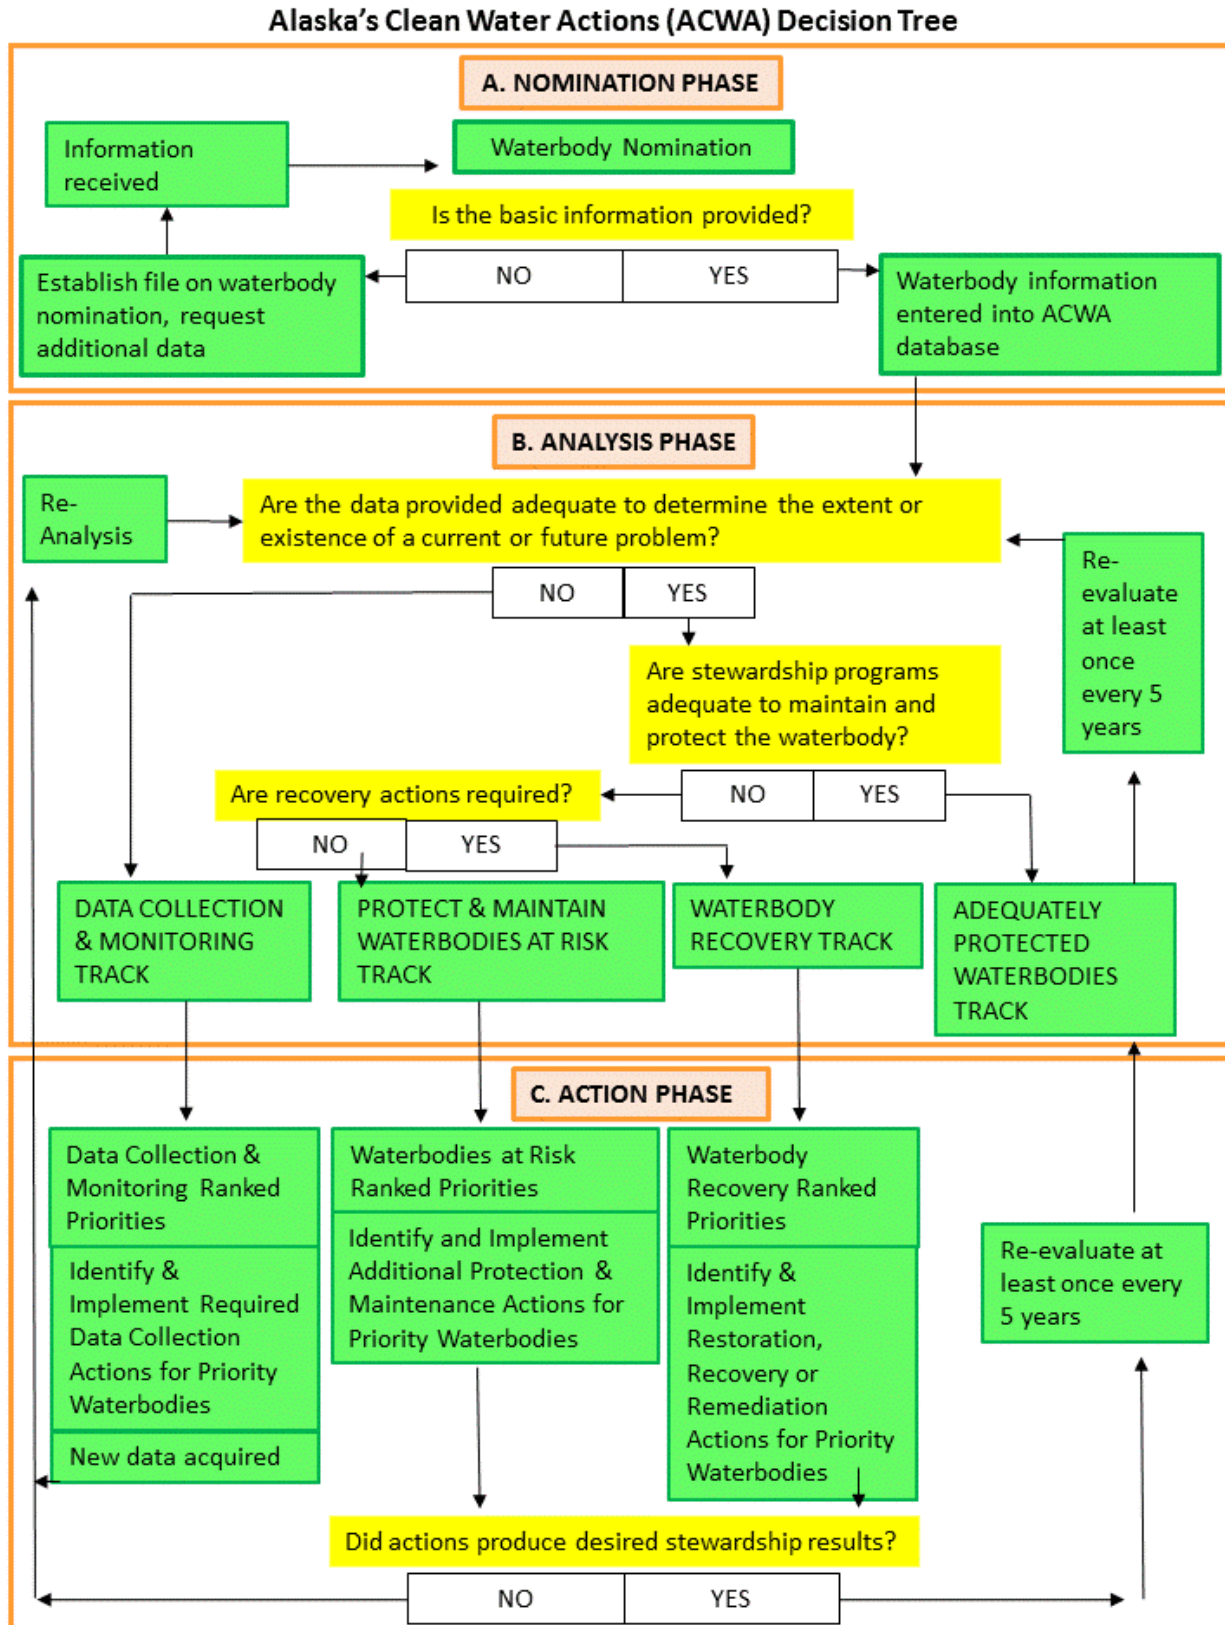 Alaska's Clean Water Actions (ACWA) Decision Tree
A. NOMINATION PHASE
Information
received
Waterbody Nomination
Is the basic information provided?
NO
YES
Establish file on waterbody
nomination, request
additional data
Waterbody information
entered into ACWA
database
B. ANALYSIS PHASE
Re-
Analysis
Are the data provided adequate to determine the extent or
existence of a current or future problem?
NO
YES
Re-
evaluate
at least
once
every 5
years
Are stewardship programs
adequate to maintain and
protect the waterbody?
NO
YES
Are recovery actions required?
NO
YES
DATA COLLECTION
& MONITORING
TRACK
PROTECT & MAINTAIN
WATERBODIES AT RISK
TRACK
WATERBODY
RECOVERY TRACK
ADEQUATELY
PROTECTED
WATERBODIES
TRACK
C. ACTION PHASE
Data Collection &
Monitoring Ranked
Priorities
Identify &
Implement Required
Data Collection
Actions for Priority
Waterbodies
New data acquired
Waterbodies at Risk
Ranked Priorities
Identify and Implement
Additional Protection &
Maintenance Actions for
Priority Waterbodies
Waterbody
Recovery Ranked
Priorities
Identify &
Implement
Restoration,
Recovery or
Remediation
Actions for Priority
Waterbodies
Re-evaluate at
least once every
5 years
Did actions produce desired stewardship results?
NO
YES